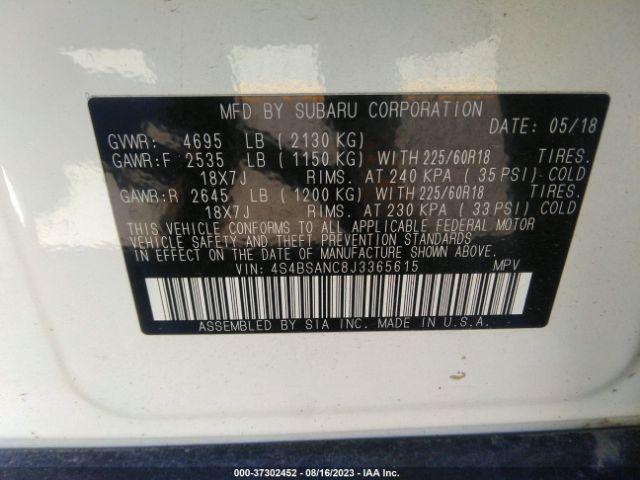 MFD BY SUBARU CORPORATION
DATE: 05/18
GVWR: 4695 LB ( 2130 KG)
GAWR:F 2535 LB ( 1150 KG) WITH 225/60R18 TIRES.
18X7J RIMS. AT 240 KPA ( 35 PSI) COLD
GAWR:R 2645 LB ( 1200 KG) WITH 225/60R18 TIRES.
18X7J RIMS. AT 230 KPA ( 33 PSI) COLD
THIS VEHICLE CONFORMS TO ALL APPLICABLE FEDERAL MOTOR
VEHICLE SAFETY AND THEFT PREVENTION STANDARDS
IN EFFECT ON THE DATE OF MANUFACTURE SHOWN ABOVE.
VIN: 4S4BSANC8J3365615 MPV
ASSEMBLED BY SIA INC. MADE IN U.S.A.
000-37302452 - 08/16/2023 - IAA Inc.